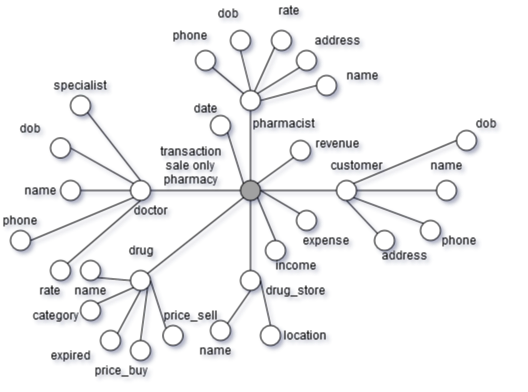 dob
rate
phone
address
name
specialist
date
pharmacist
dob
transaction
sale only
pharmacy
revenue
customer
dob
name
name
doctor
phone
expense
address
phone
drug
income
rate
name
drug_store
category
price_sell
name
location
expired
price_buy